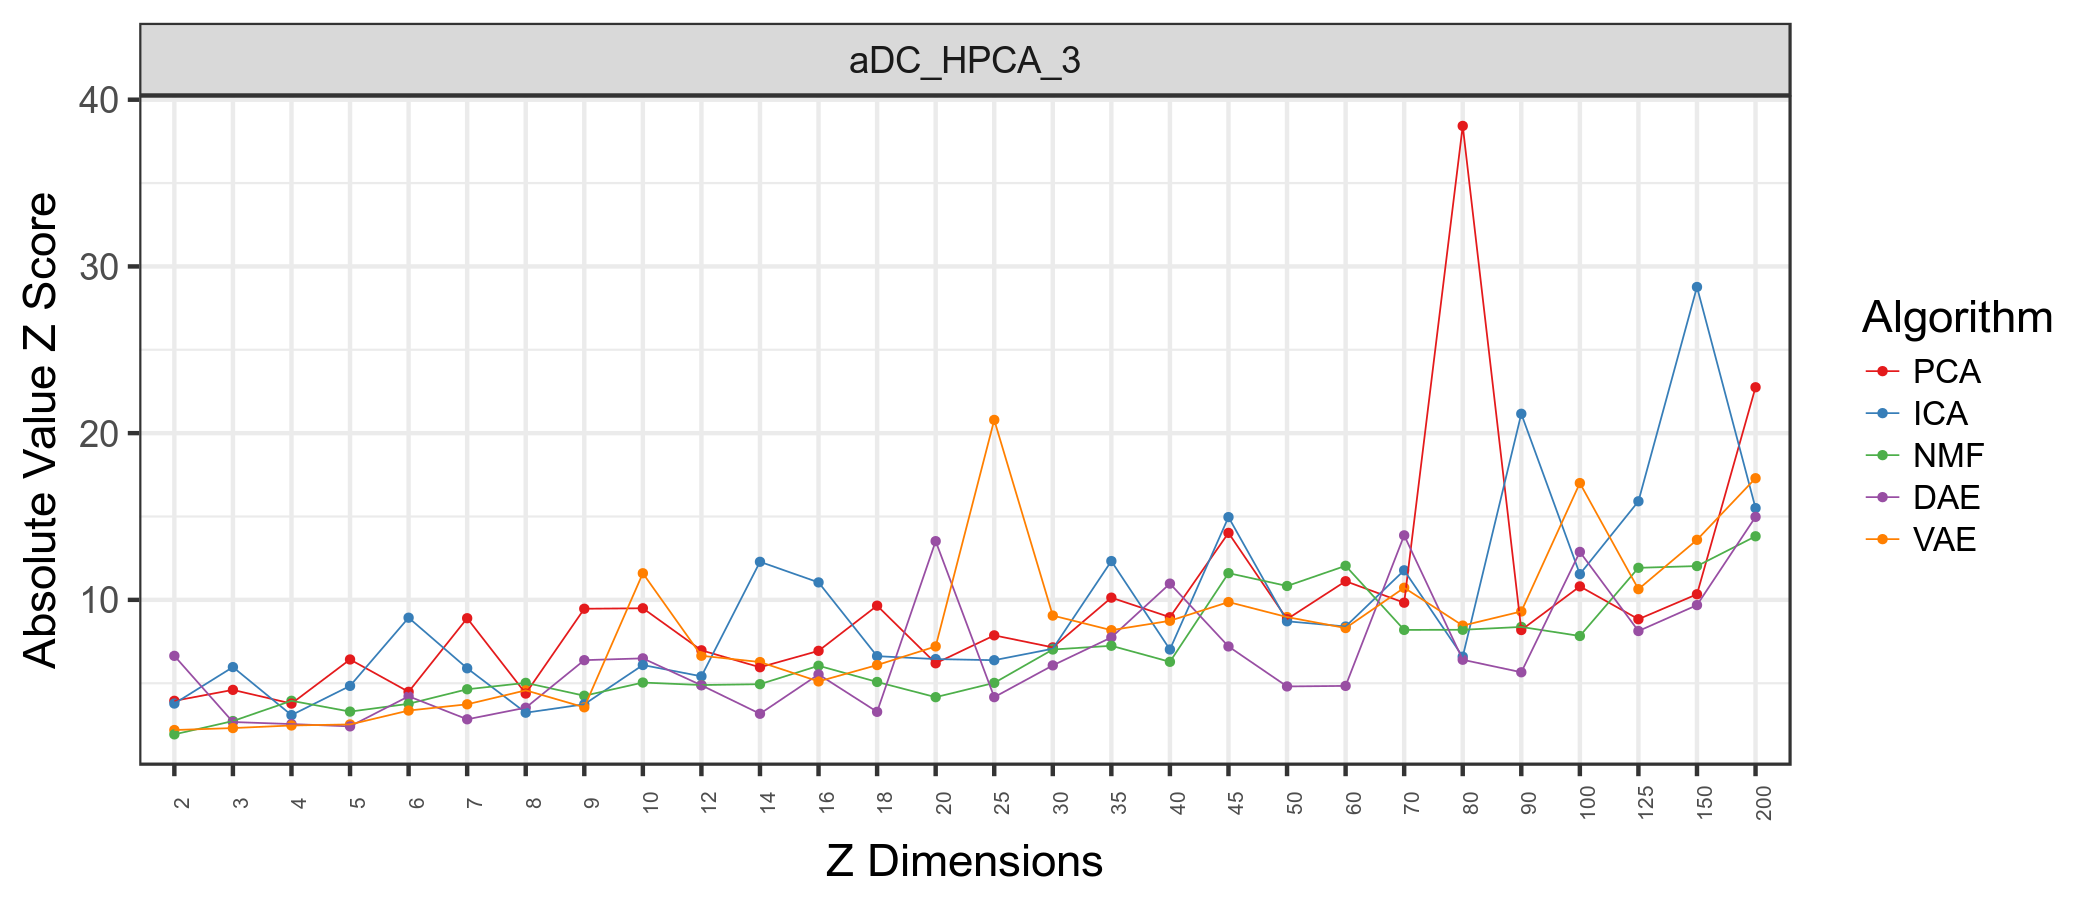 aDC_HPCA_3
40
30
20
10
Absolute Value Z Score
2 3 4 5 6 7 8 9 10 12 14 16 18 20 25 30 35 40 45 50 60 70 80 90 100 125 150 200
Z Dimensions
Algorithm
PCA
ICA
NMF
DAE
VAE